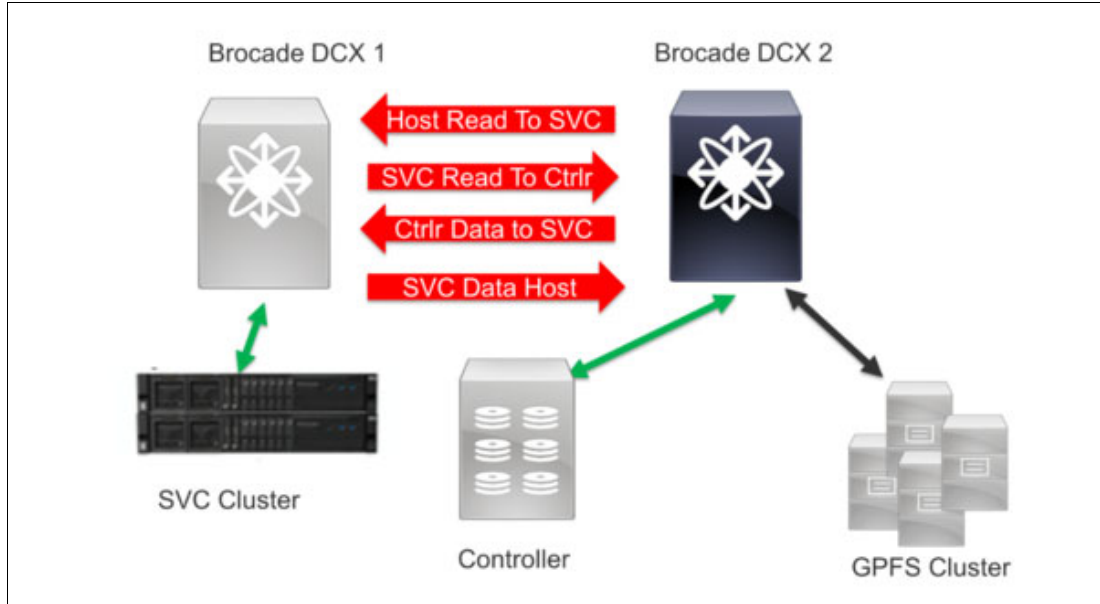 Brocade DCX 1
Brocade DCX 2
Host Read To SVC
SVC Read To Ctrlr
Ctrlr Data to SVC
SVC Data Host
SVC Cluster
Controller
GPFS Cluster